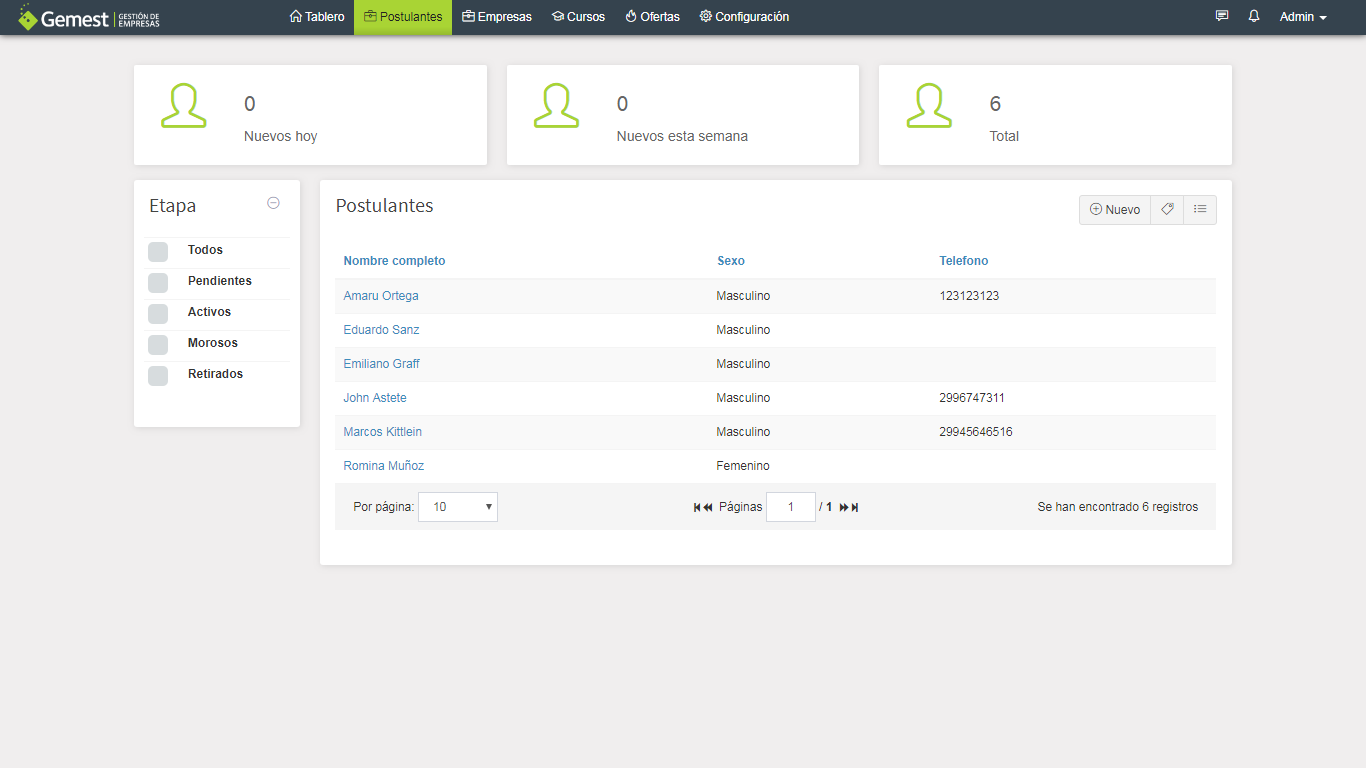 Gemest GESTIÓN DE EMPRESAS Tablero Postulantes Empresas Cursos Ofertas Configuración Admin
0
Nuevos hoy
0
Nuevos esta semana
6
Total
Etapa
Todos
Pendientes
Activos
Morosos
Retirados
Postulantes
Nuevo
Nombre completo Sexo Telefono
Amaru Ortega Masculino 123123123
Eduardo Sanz Masculino
Emiliano Graff Masculino
John Astete Masculino 2996747311
Marcos Kittlein Masculino 29945646516
Romina Muñoz Femenino
Por página: 10 Páginas 1 / 1 Se han encontrado 6 registros